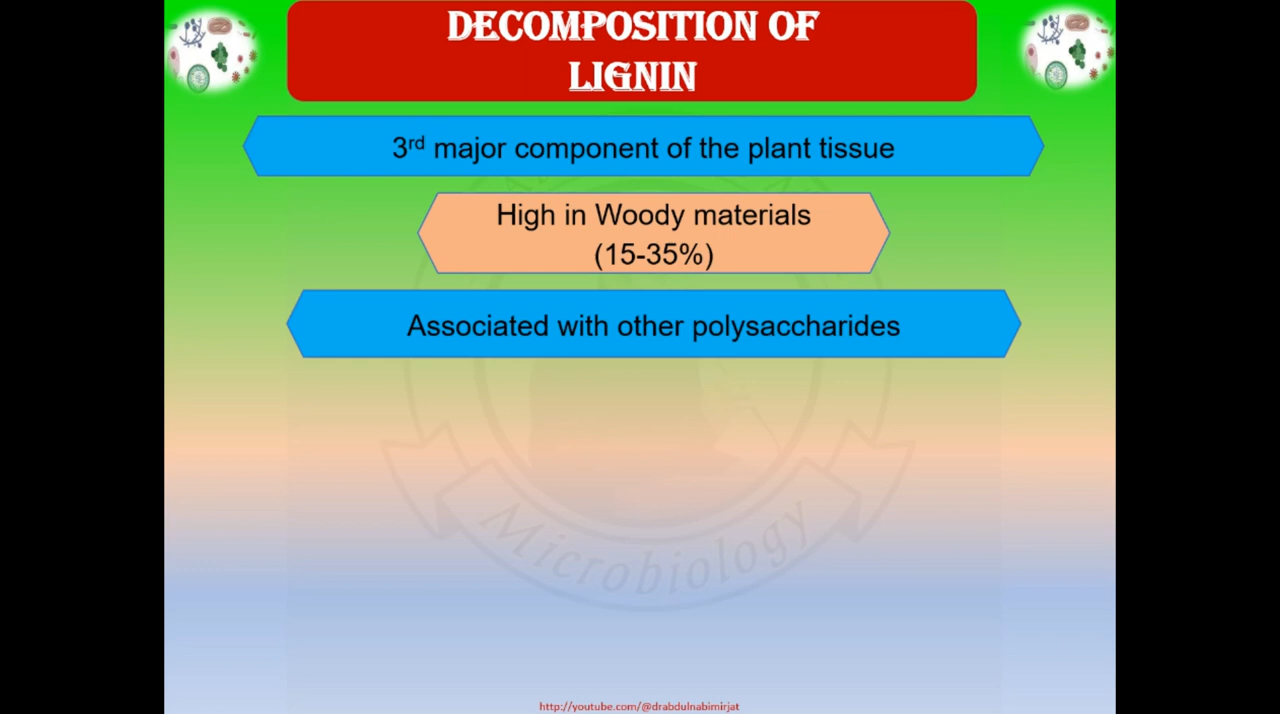 DECOMPOSITION OF
LIGNIN
3rd major component of the plant tissue
High in Woody materials
(15-35%)
Associated with other polysaccharides
Microbiology
http://youtube.com/@drabdulnabimirjat